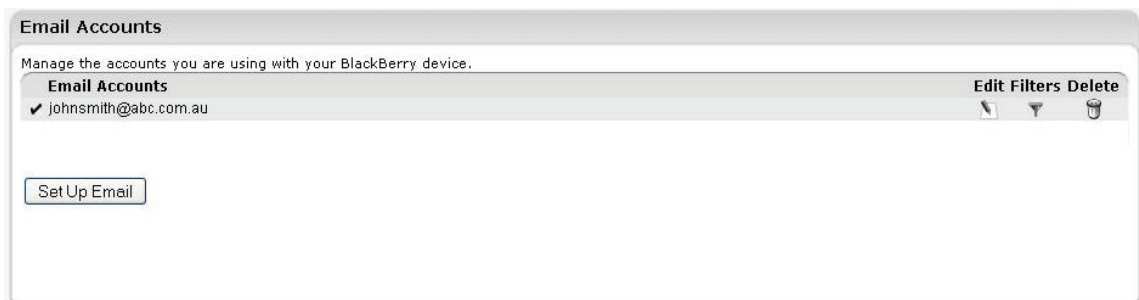 Email Accounts
Manage the accounts you are using with your BlackBerry device.
Email Accounts Edit Filters Delete
johnsmith@abc.com.au
Set Up Email